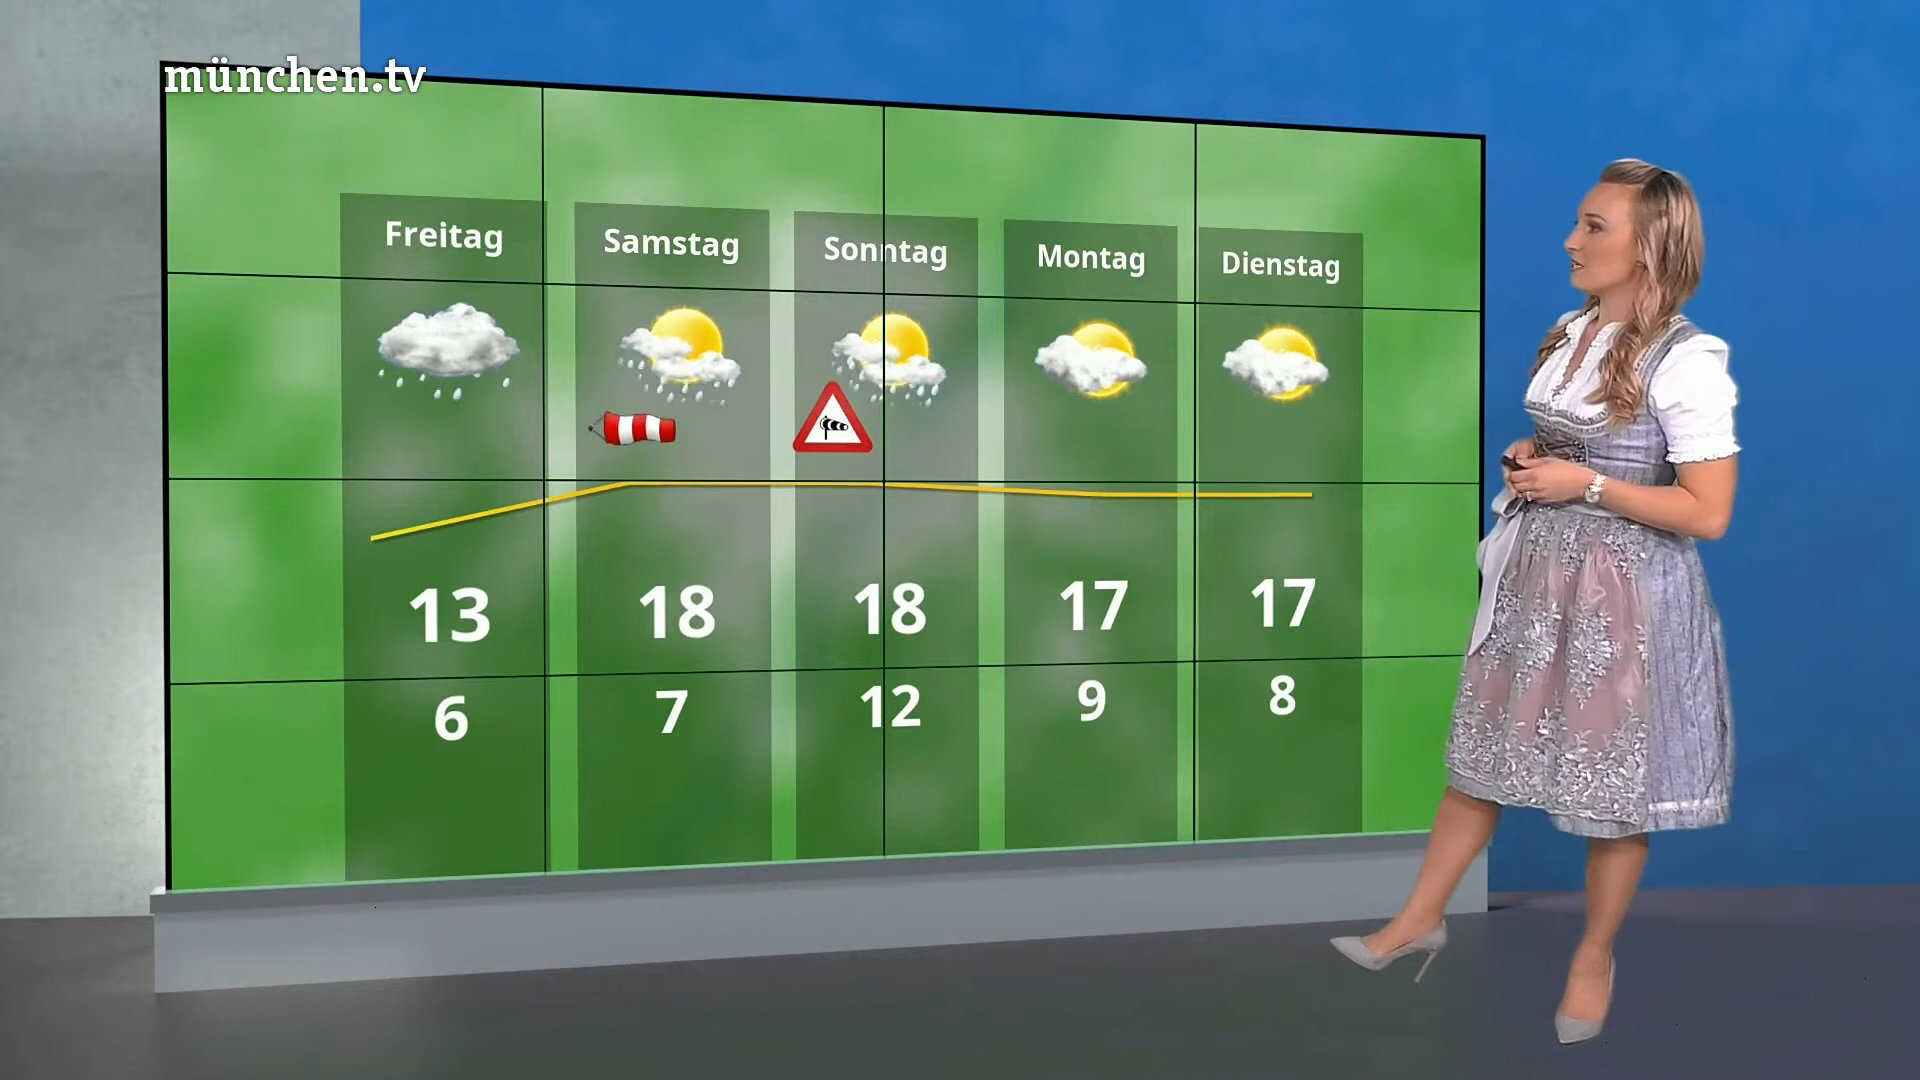 münchen.tv
Freitag Samstag Sonntag Montag Dienstag
13 18 18 17 17
6 7 12 9 8